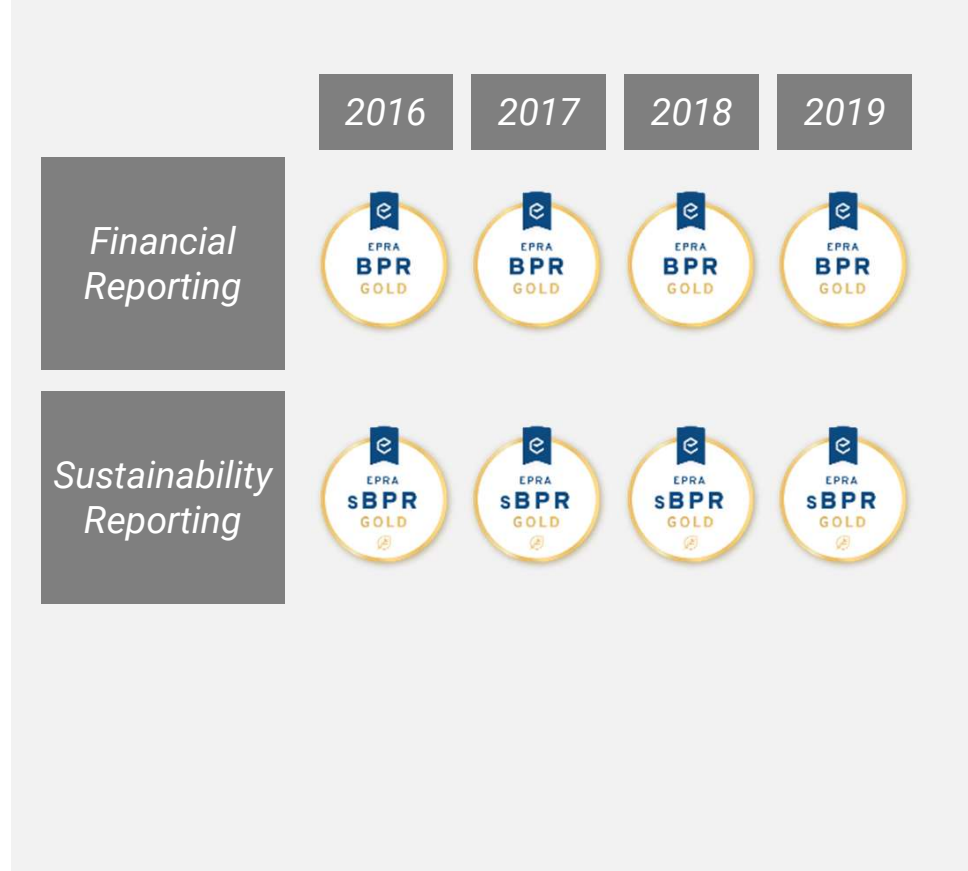 2016 2017 2018 2019
Financial
Reporting
EPRA EPRA EPRA EPRA
BPR BPR BPR BPR
GOLD GOLD GOLD GOLD
Sustainability
Reporting
EPRA EPRA EPRA EPRA
sBPR sBPR sBPR sBPR
GOLD GOLD GOLD GOLD